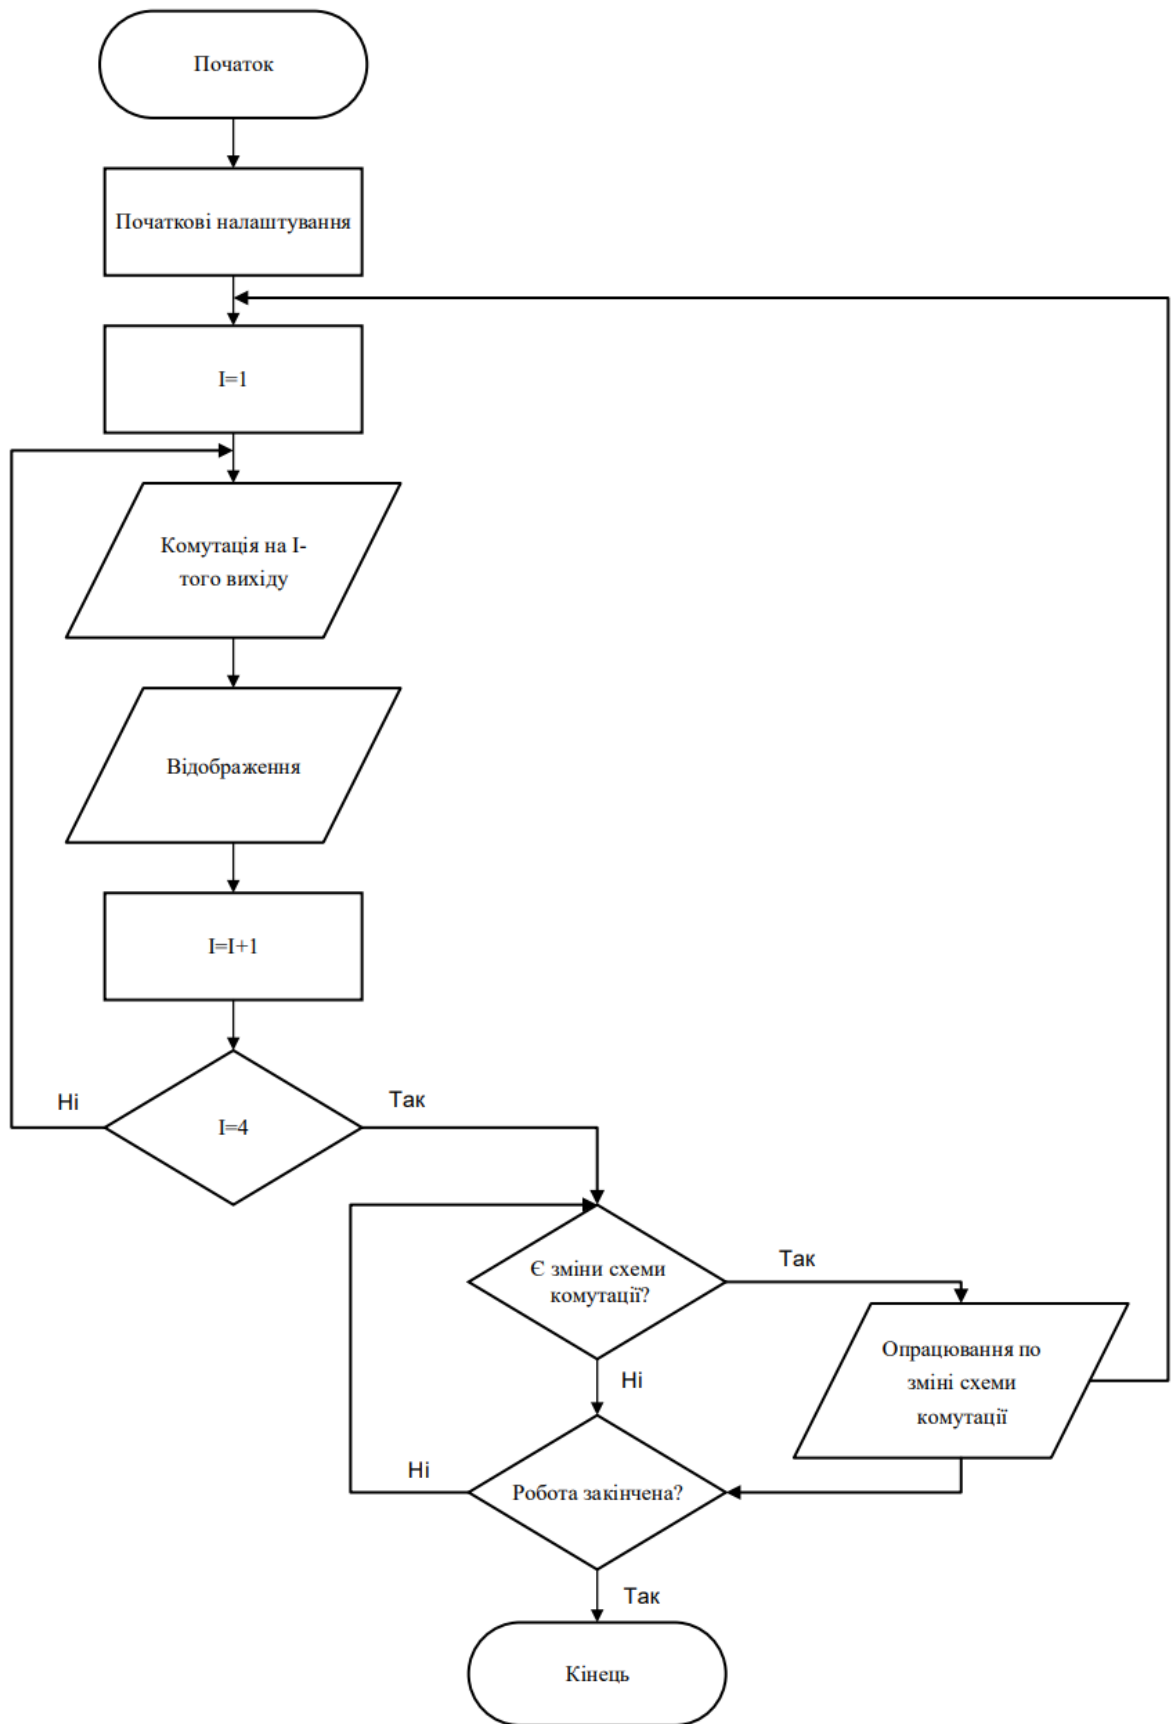 Початок
Початкові налаштування
I=1
Комутація на I-
того вихіду
Відображення
I=I+1
Ні
I=4
Так
Є зміни схеми
комутації?
Так
Опрацювання по
зміні схеми
комутації
Ні
Ні
Робота закінчена?
Так
Кінець